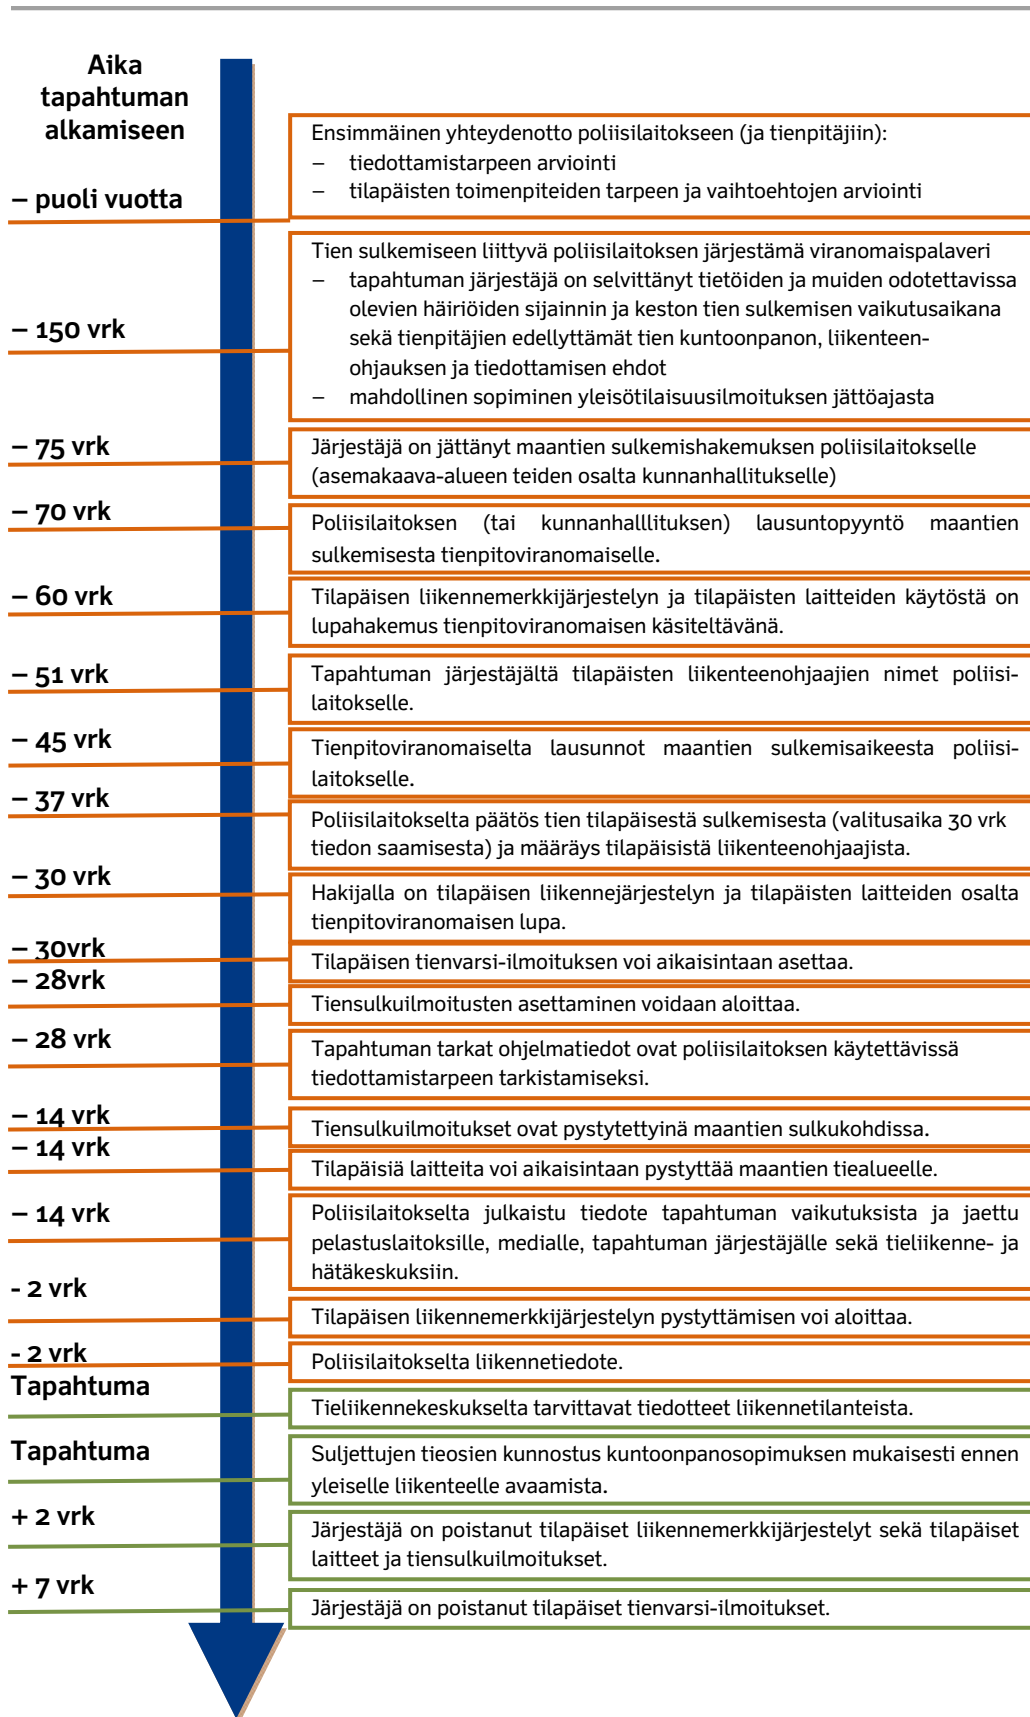 Aika
tapahtuman
alkamiseen
– puoli vuotta
Ensimmäinen yhteydenotto poliisilaitokseen (ja tienpitäjiin):
– tiedottamistarpeen arviointi
– tilapäisten toimenpiteiden tarpeen ja vaihtoehtojen arviointi
– 150 vrk
Tien sulkemiseen liittyvä poliisilaitoksen järjestämä viranomaispalaveri
– tapahtuman järjestäjä on selvittänyt tietöiden ja muiden odotettavissa
olevien häiriöiden sijainnin ja keston tien sulkemisen vaikutusaikana
sekä tienpitäjien edellyttämät tien kuntoonpanon, liikenteen-
ohjauksen ja tiedottamisen ehdot
– mahdollinen sopiminen yleisötilaisuusilmoituksen jättöajasta
– 75 vrk
Järjestäjä on jättänyt maantien sulkemishakemuksen poliisilaitokselle
(asemakaava-alueen teiden osalta kunnanhallitukselle)
– 70 vrk
Poliisilaitoksen (tai kunnanhalllituksen) lausuntopyyntö maantien
sulkemisesta tienpitoviranomaiselle.
– 60 vrk
Tilapäisen liikennemerkkijärjestelyn ja tilapäisten laitteiden käytöstä on
lupahakemus tienpitoviranomaisen käsiteltävänä.
– 51 vrk
Tapahtuman järjestäjältä tilapäisten liikenteenohjaajien nimet poliisi-
laitokselle.
– 45 vrk
Tienpitoviranomaiselta lausunnot maantien sulkemisaikeesta poliisi-
laitokselle.
– 37 vrk
Poliisilaitokselta päätös tien tilapäisestä sulkemisesta (valitusaika 30 vrk
tiedon saamisesta) ja määräys tilapäisistä liikenteenohjaajista.
– 30 vrk
Hakijalla on tilapäisen liikennejärjestelyn ja tilapäisten laitteiden osalta
tienpitoviranomaisen lupa.
– 30vrk
Tilapäisen tienvarsi-ilmoituksen voi aikaisintaan asettaa.
– 28vrk
Tiensulkuilmoitusten asettaminen voidaan aloittaa.
– 28 vrk
Tapahtuman tarkat ohjelmatiedot ovat poliisilaitoksen käytettävissä
tiedottamistarpeen tarkistamiseksi.
– 14 vrk
Tiensulkuilmoitukset ovat pystytettyinä maantien sulkukohdissa.
– 14 vrk
Tilapäisiä laitteita voi aikaisintaan pystyttää maantien tiealueelle.
– 14 vrk
Poliisilaitokselta julkaistu tiedote tapahtuman vaikutuksista ja jaettu
pelastuslaitoksille, medialle, tapahtuman järjestäjälle sekä tieliikenne- ja
hätäkeskuksiin.
- 2 vrk
Tilapäisen liikennemerkkijärjestelyn pystyttämisen voi aloittaa.
- 2 vrk
Poliisilaitokselta liikennetiedote.
Tapahtuma
Tieliikennekeskukselta tarvittavat tiedotteet liikennetilanteista.
Tapahtuma
Suljettujen tieosien kunnostus kuntoonpanosopimuksen mukaisesti ennen
yleiselle liikenteelle avaamista.
+ 2 vrk
Järjestäjä on poistanut tilapäiset liikennemerkkijärjestelyt sekä tilapäiset
laitteet ja tiensulkuilmoitukset.
+ 7 vrk
Järjestäjä on poistanut tilapäiset tienvarsi-ilmoitukset.